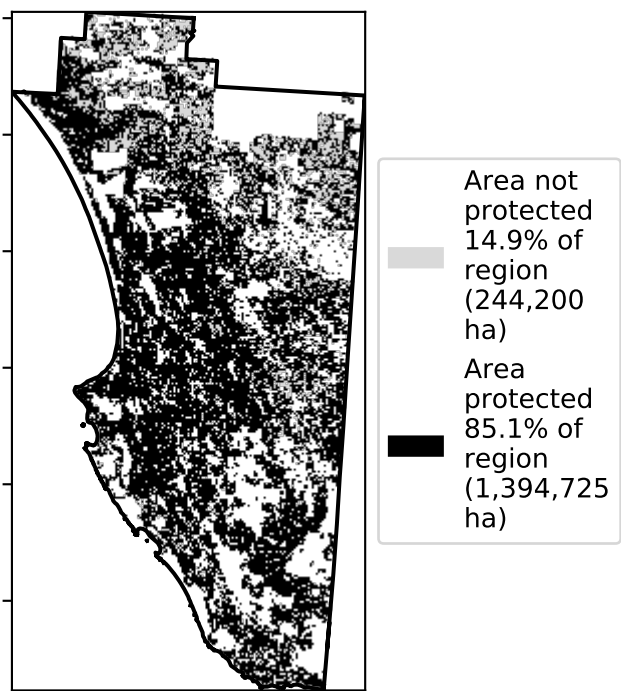 Area not
protected
14.9% of
region
(244,200
ha)
Area
protected
85.1% of
region
(1,394,725
ha)